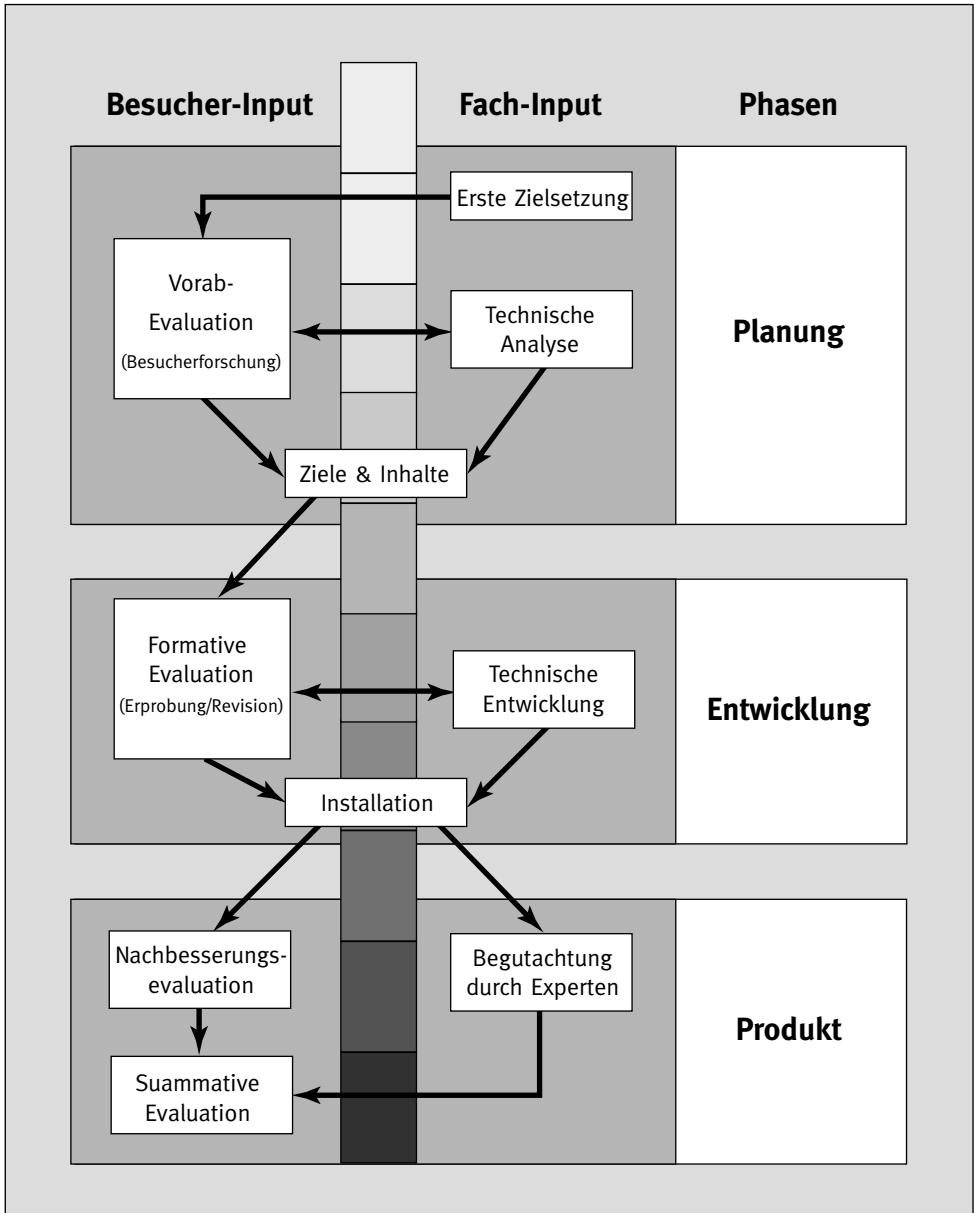 Besucher-Input
Fach-Input
Phasen
Erste Zielsetzung
Vorab-
Evaluation
(Besucherforschung)
Technische
Analyse
Planung
Ziele & Inhalte
Formative
Evaluation
(Erprobung/Revision)
Technische
Entwicklung
Entwicklung
Installation
Nachbesserungs-
evaluation
Begutachtung
durch Experten
Produkt
Suammative
Evaluation